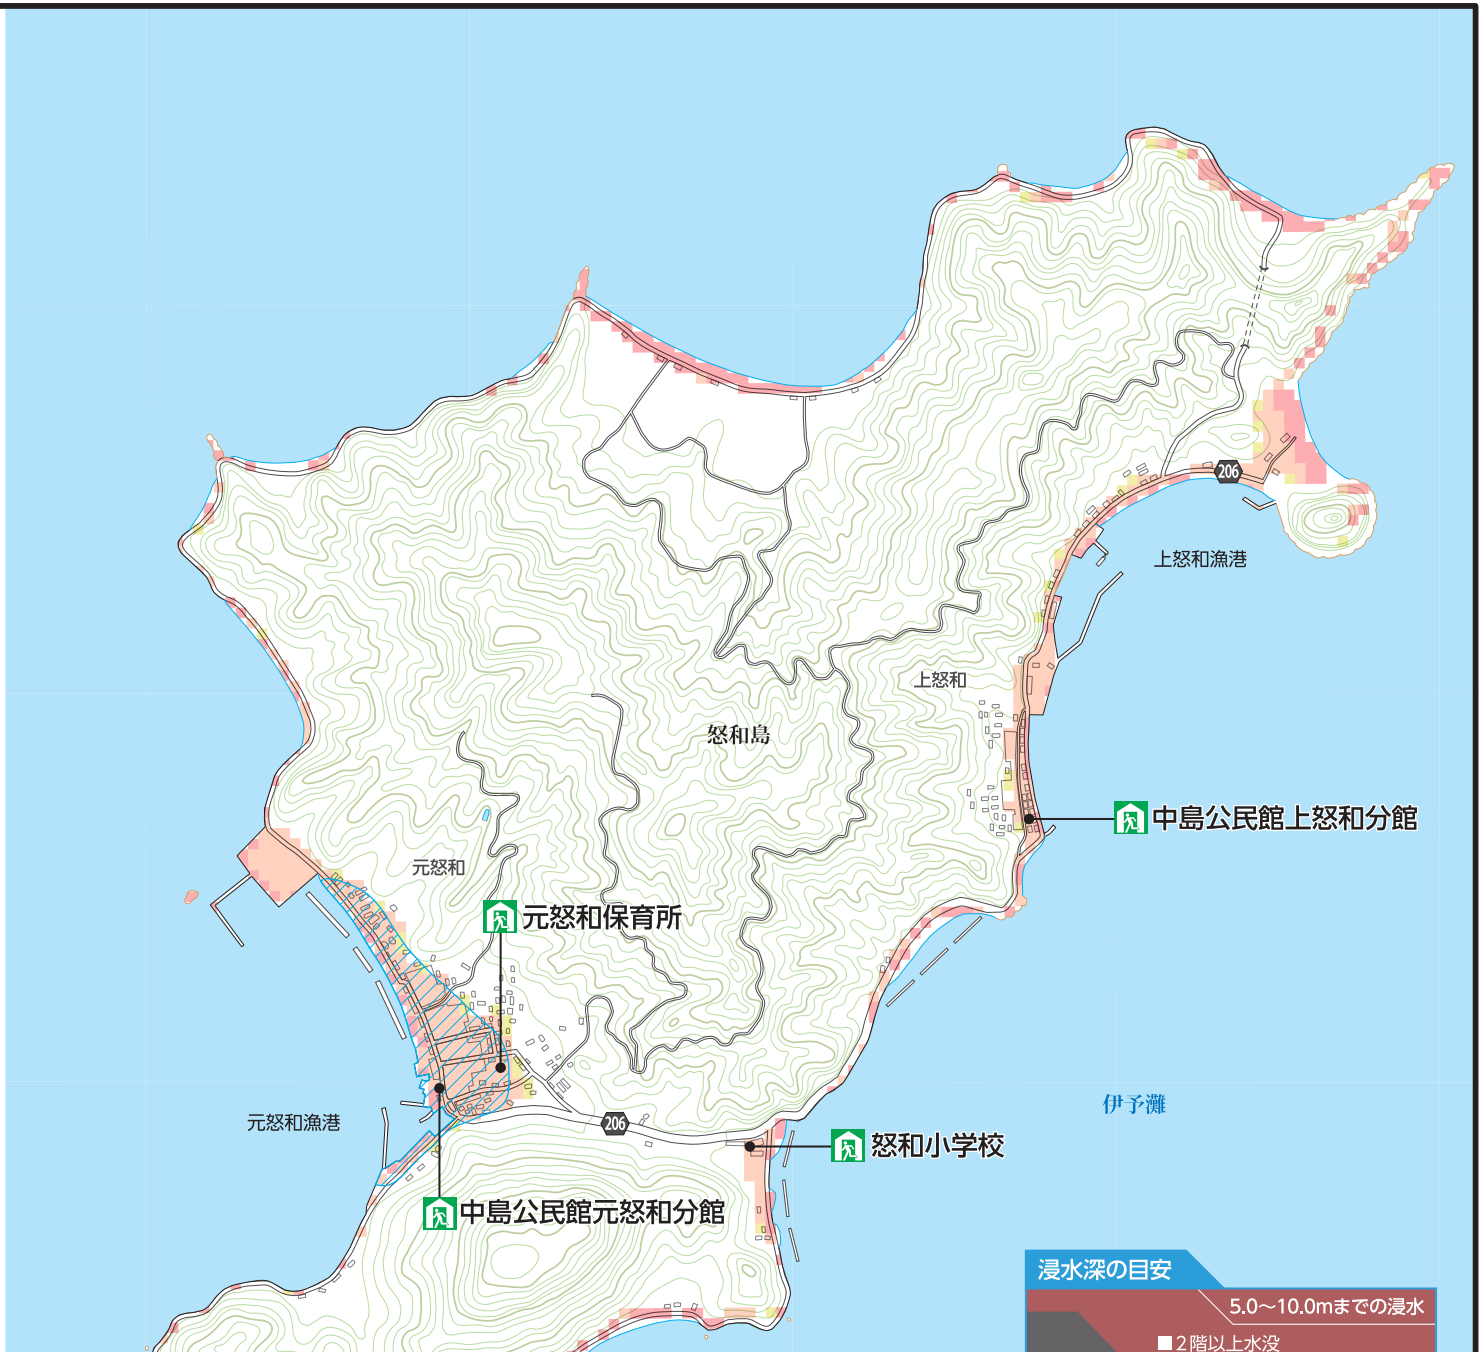 206
上怒和漁港
上怒和
怒和島
中島公民館上怒和分館
元怒和
元怒和保育所
伊予灘
元怒和漁港
206
怒和小学校
中島公民館元怒和分館
浸水深の目安
5.0～10.0mまでの浸水
■2階以上水没